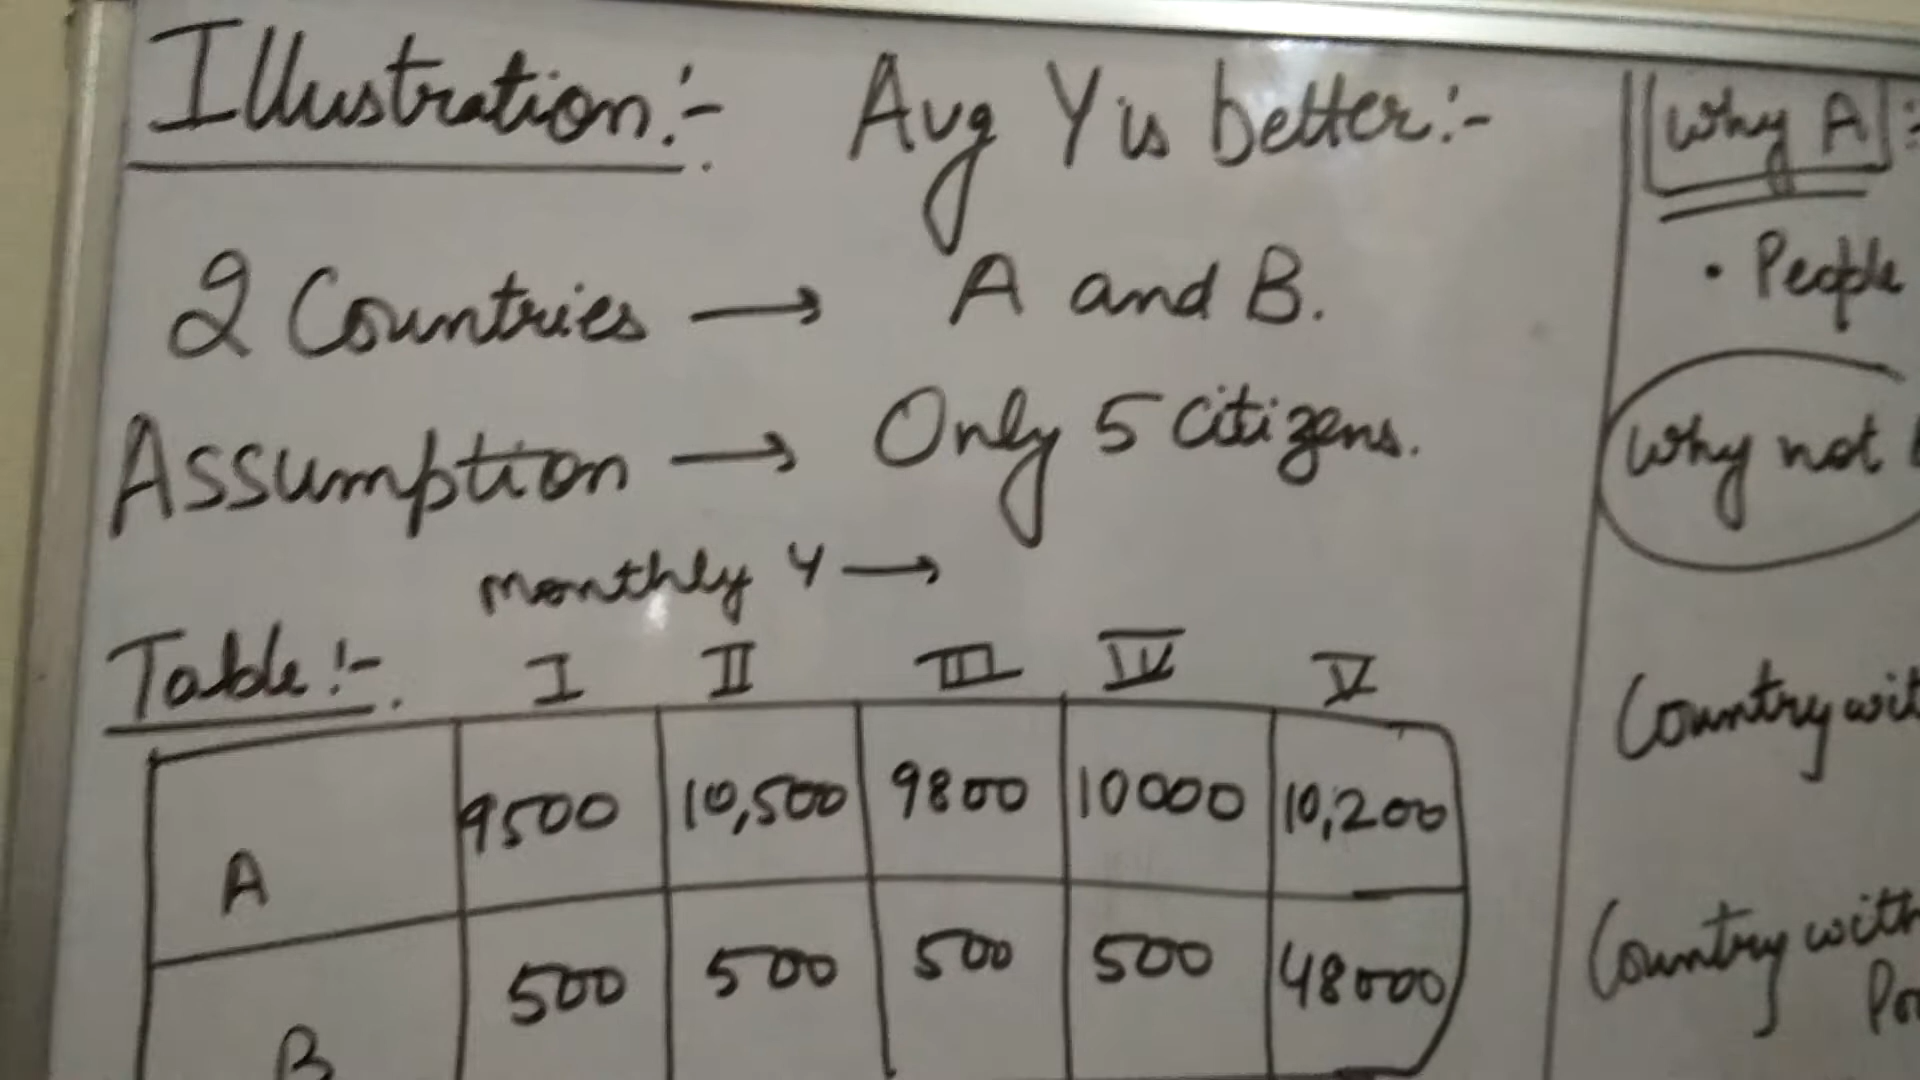 Illustration:-
Avg Y is better:-
2 Countries → A and B.
Assumption → Only 5 citizens.
monthly Y →
Table:-
I II III IV V
A 9500 10,500 9800 10000 10,200
B 500 500 500 500 48000
Why A :
• People
Why not
Country wit
Country with
Po